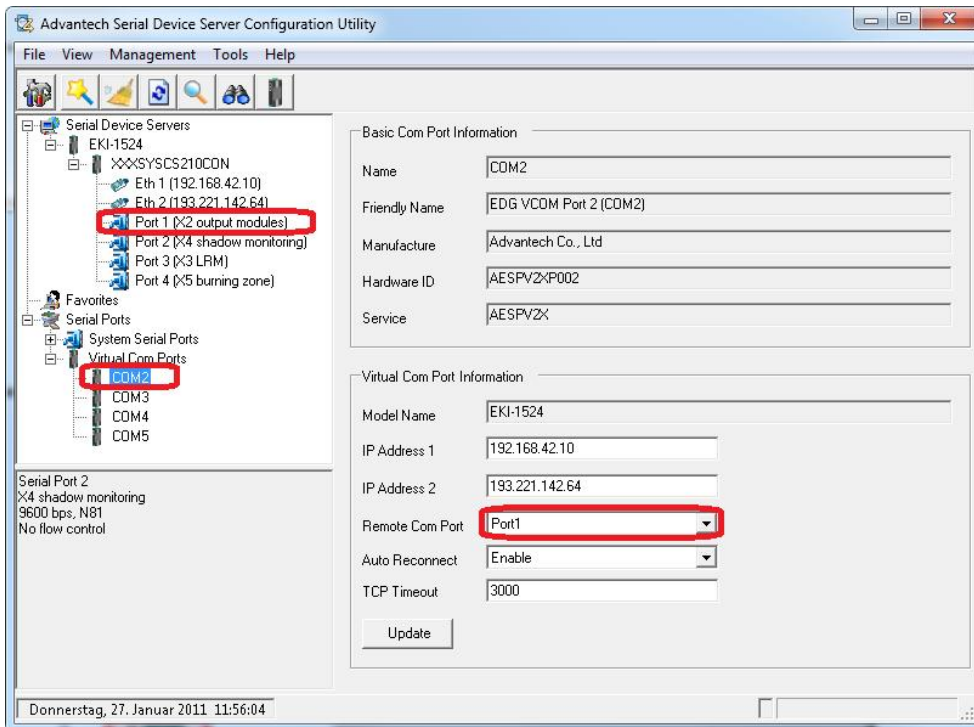 Advantech Serial Device Server Configuration Utility
File View Management Tools Help
Serial Device Servers
EKI-1524
XXXSYSCS210CON
Eth 1 (192.168.42.10)
Eth 2 (193.221.142.64)
Port 1 (X2 output modules)
Port 2 (X4 shadow monitoring)
Port 3 (X3 LRM)
Port 4 (X5 burning zone)
Favorites
Serial Ports
System Serial Ports
Virtual Com Ports
COM2
COM3
COM4
COM5
Serial Port 2
X4 shadow monitoring
9600 bps, N81
No flow control
Basic Com Port Information
Name COM2
Friendly Name EDG VCOM Port 2 (COM2)
Manufacture Advantech Co., Ltd
Hardware ID AESPV2XP002
Service AESPV2X
Virtual Com Port Information
Model Name EKI-1524
IP Address 1 192.168.42.10
IP Address 2 193.221.142.64
Remote Com Port Port1
Auto Reconnect Enable
TCP Timeout 3000
Update
Donnerstag, 27. Januar 2011 11:56:04